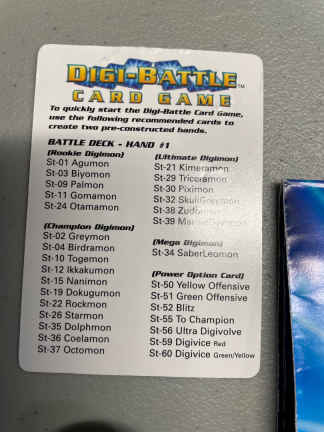 DIGI-BATTLE™
CARD GAME
To quickly start the Digi-Battle Card Game,
use the following recommended cards to
create two pre-constructed hands.
BATTLE DECK - HAND #1
(Rookie Digimon)
St-01 Agumon
St-03 Biyomon
St-09 Palmon
St-11 Gomamon
St-24 Otamamon
(Champion Digimon)
St-02 Greymon
St-04 Birdramon
St-10 Togemon
St-12 Ikkakumon
St-15 Nanimon
St-19 Dokugumon
St-22 Rockmon
St-26 Starmon
St-35 Dolphmon
St-36 Coelamon
St-37 Octomon
(Ultimate Digimon)
St-21 Kimeramon
St-29 Triceramon
St-30 Piximon
St-32 SkullGreymon
St-38
St-39
(Mega Digimon)
St-34 SaberLeomon
(Power Option Card)
St-50 Yellow Offensive
St-51 Green Offensive
St-52 Blitz
St-55 To Champion
St-56 Ultra Digivolve
St-59 Digivice Red
St-60 Digivice Green/Yellow